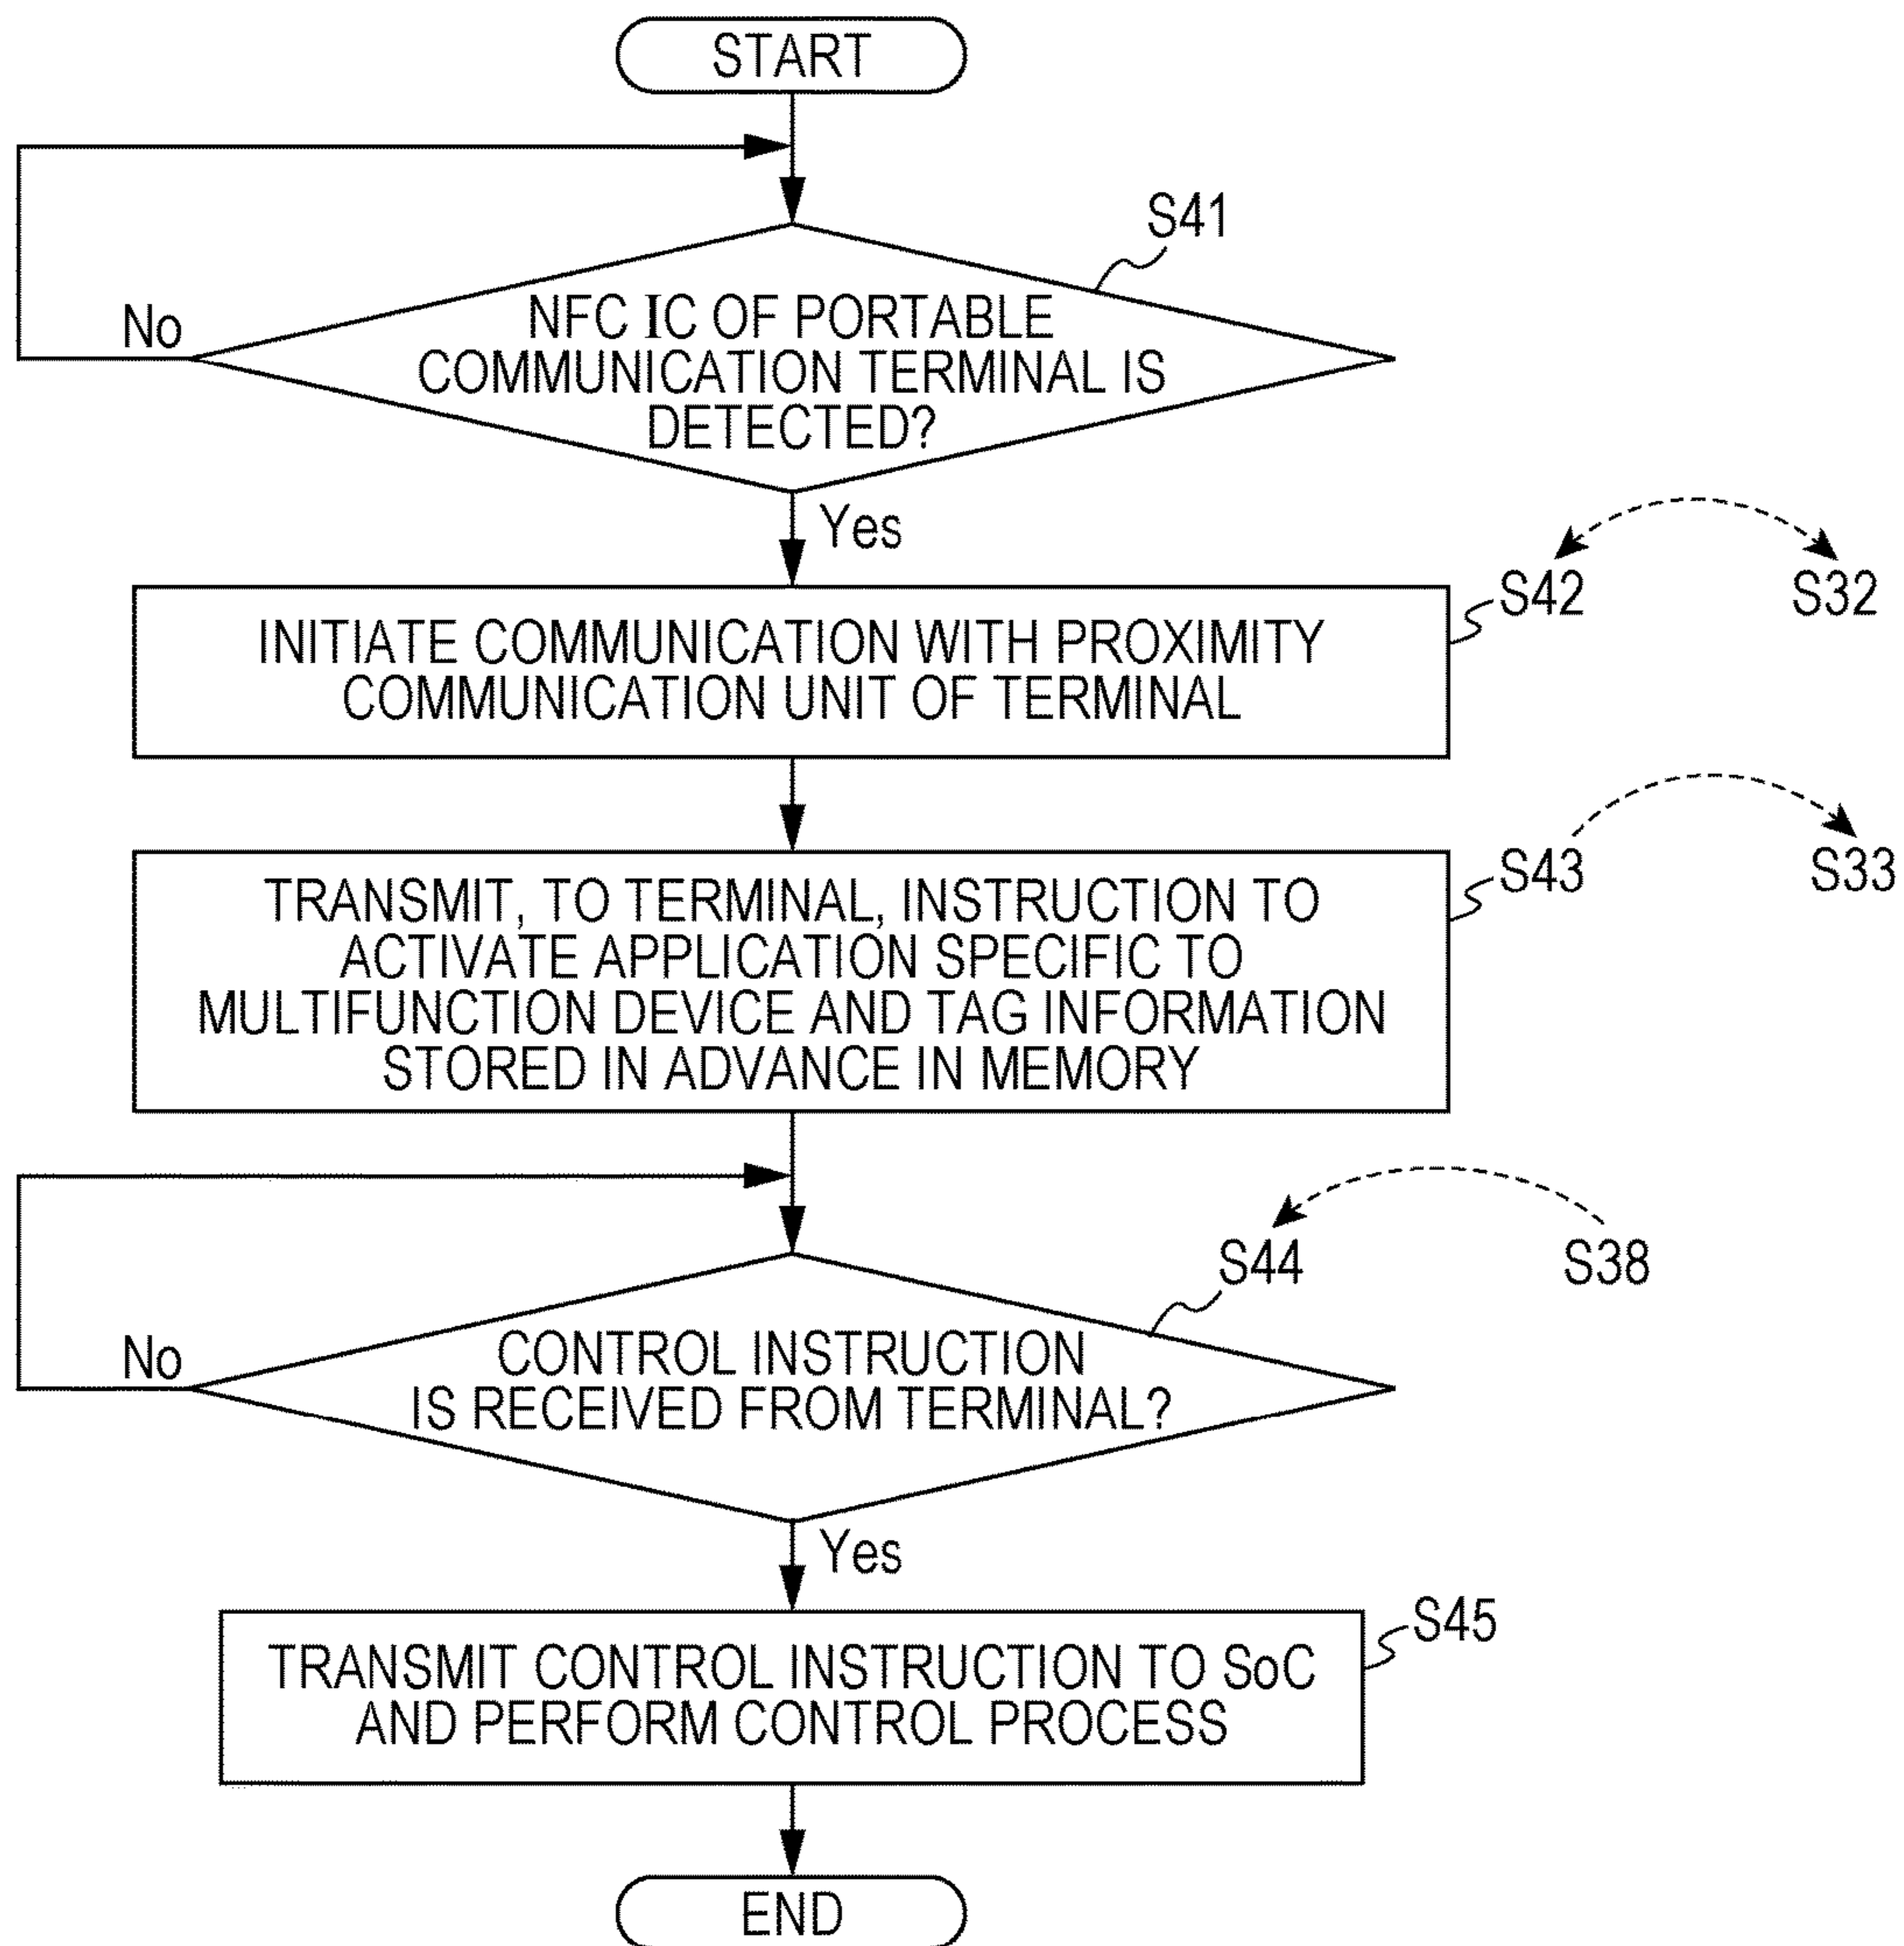 START
S41
No
NFC IC OF PORTABLE
COMMUNICATION TERMINAL IS
DETECTED?
Yes
S42
S32
INITIATE COMMUNICATION WITH PROXIMITY
COMMUNICATION UNIT OF TERMINAL
S43
S33
TRANSMIT, TO TERMINAL, INSTRUCTION TO
ACTIVATE APPLICATION SPECIFIC TO
MULTIFUNCTION DEVICE AND TAG INFORMATION
STORED IN ADVANCE IN MEMORY
S44
S38
No
CONTROL INSTRUCTION
IS RECEIVED FROM TERMINAL?
Yes
S45
TRANSMIT CONTROL INSTRUCTION TO SoC
AND PERFORM CONTROL PROCESS
END